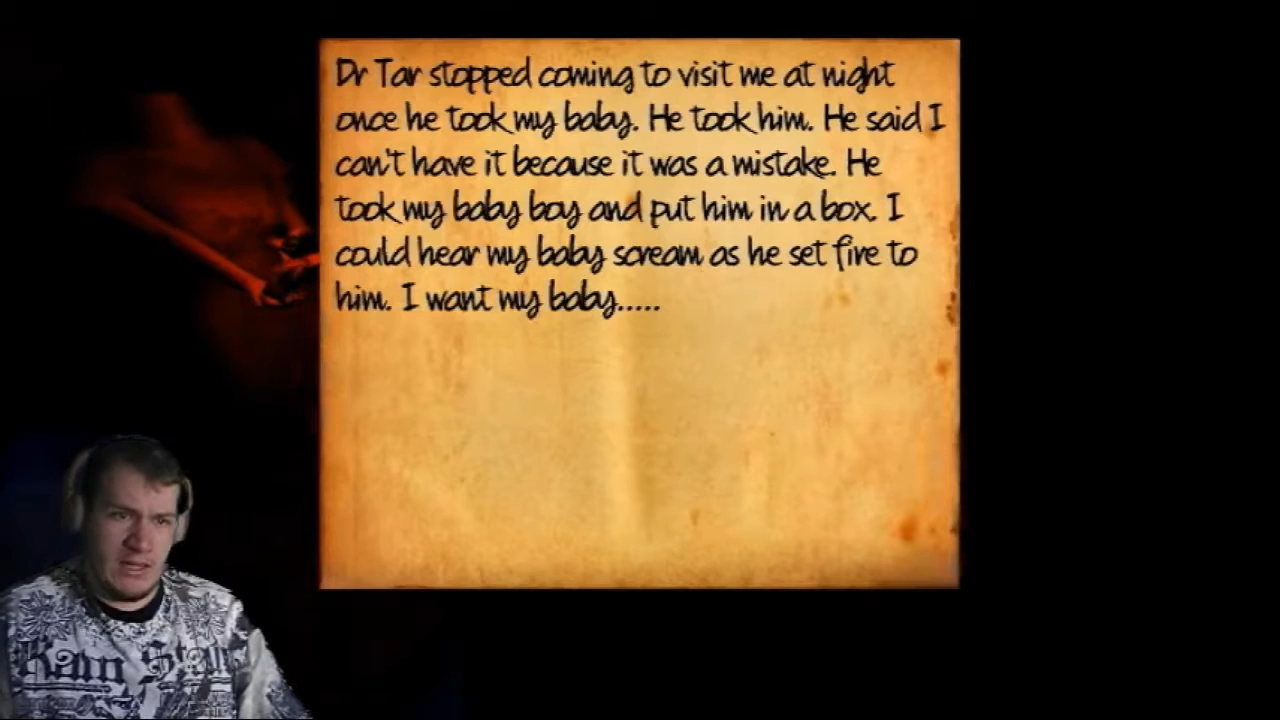 Dr Tar stopped coming to visit me at night
once he took my baby. He took him. He said I
can't have it because it was a mistake. He
took my baby boy and put him in a box. I
could hear my baby scream as he set fire to
him. I want my baby.....